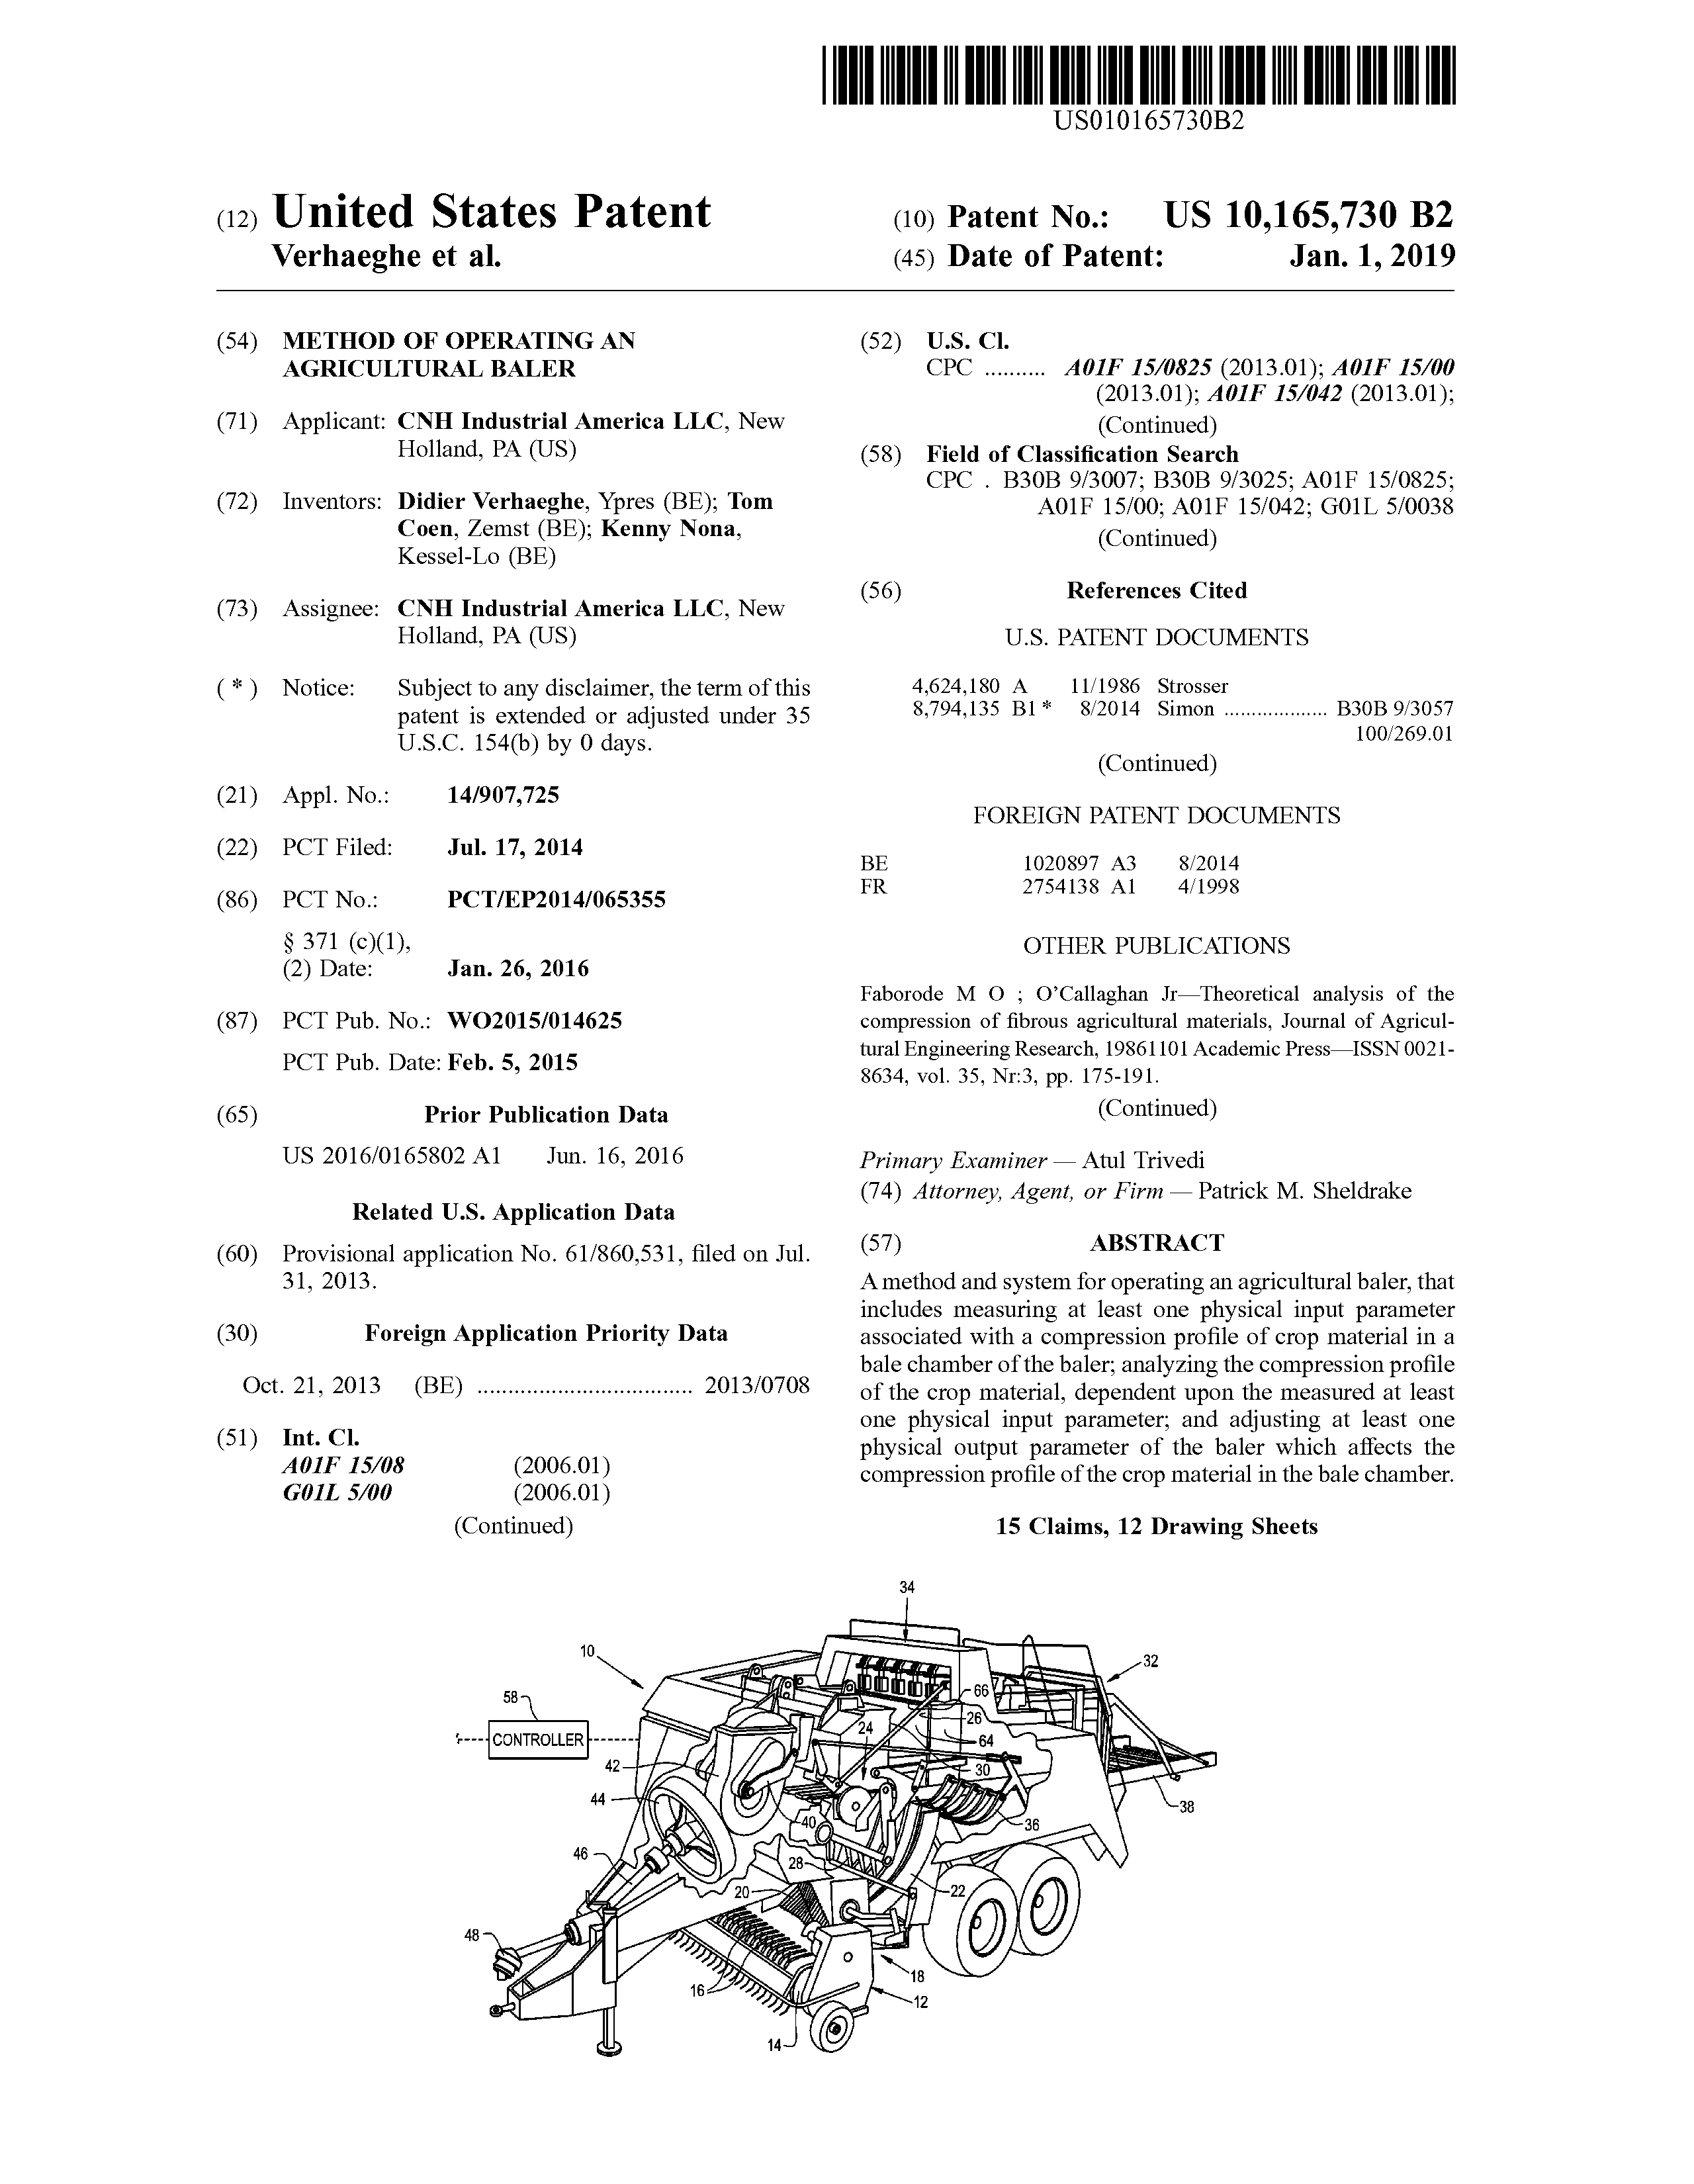 US010165730B2
(12) United States Patent
Verhaeghe et al.
(10) Patent No.: US 10,165,730 B2
(45) Date of Patent: Jan. 1, 2019
(54) METHOD OF OPERATING AN
AGRICULTURAL BALER
(71) Applicant: CNH Industrial America LLC, New
Holland, PA (US)
(72) Inventors: Didier Verhaeghe, Ypres (BE); Tom
Coen, Zemst (BE); Kenny Nona,
Kessel-Lo (BE)
(73) Assignee: CNH Industrial America LLC, New
Holland, PA (US)
( * ) Notice: Subject to any disclaimer, the term of this
patent is extended or adjusted under 35
U.S.C. 154(b) by 0 days.
(21) Appl. No.: 14/907,725
(22) PCT Filed: Jul. 17, 2014
(86) PCT No.: PCT/EP2014/065355
§ 371 (c)(1),
(2) Date: Jan. 26, 2016
(87) PCT Pub. No.: WO2015/014625
PCT Pub. Date: Feb. 5, 2015
(65) Prior Publication Data
US 2016/0165802 A1 Jun. 16, 2016
Related U.S. Application Data
(60) Provisional application No. 61/860,531, filed on Jul.
31, 2013.
(30) Foreign Application Priority Data
Oct. 21, 2013 (BE) ................................... 2013/0708
(51) Int. Cl.
A01F 15/08 (2006.01)
G01L 5/00 (2006.01)
(Continued)
(52) U.S. Cl.
CPC .......... A01F 15/0825 (2013.01); A01F 15/00
(2013.01); A01F 15/042 (2013.01);
(Continued)
(58) Field of Classification Search
CPC . B30B 9/3007; B30B 9/3025; A01F 15/0825;
A01F 15/00; A01F 15/042; G01L 5/0038
(Continued)
(56) References Cited
U.S. PATENT DOCUMENTS
4,624,180 A 11/1986 Strosser
8,794,135 B1 * 8/2014 Simon ................... B30B 9/3057
100/269.01
(Continued)
FOREIGN PATENT DOCUMENTS
BE 1020897 A3 8/2014
FR 2754138 A1 4/1998
OTHER PUBLICATIONS
Faborode M O ; O’Callaghan Jr—Theoretical analysis of the
compression of fibrous agricultural materials, Journal of Agricul-
tural Engineering Research, 19861101 Academic Press—ISSN 0021-
8634, vol. 35, Nr:3, pp. 175-191.
(Continued)
Primary Examiner — Atul Trivedi
(74) Attorney, Agent, or Firm — Patrick M. Sheldrake
(57) ABSTRACT
A method and system for operating an agricultural baler, that
includes measuring at least one physical input parameter
associated with a compression profile of crop material in a
bale chamber of the baler; analyzing the compression profile
of the crop material, dependent upon the measured at least
one physical input parameter; and adjusting at least one
physical output parameter of the baler which affects the
compression profile of the crop material in the bale chamber.
15 Claims, 12 Drawing Sheets
34
10
32
58
66
26
24
CONTROLLER
64
42
30
44
38
40
36
46
28
20
22
48
18
16
12
14